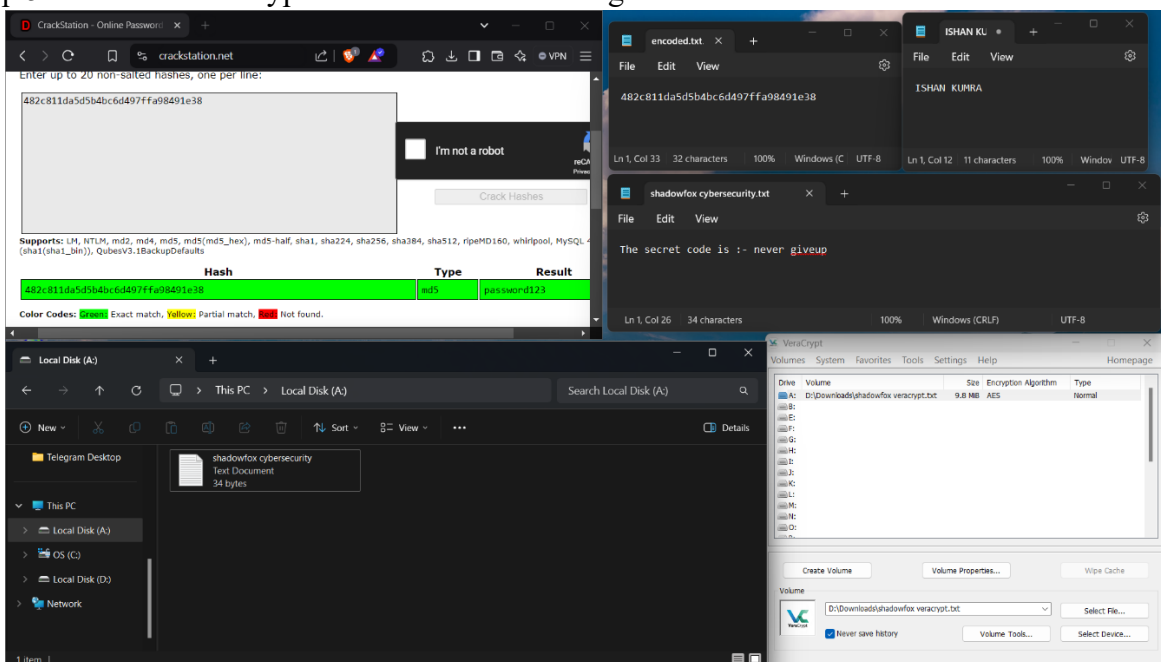 CrackStation - Online Password
crackstation.net
VPN
Enter up to 20 non-salted hashes, one per line:
482c811da5d5b4bc6d497ffa98491e38
I'm not a robot
reCA
Privac
Crack Hashes
Supports: LM, NTLM, md2, md4, md5, md5(md5_hex), md5-half, sha1, sha224, sha256, sha384, sha512, ripeMD160, whirlpool, MySQL 4
(sha1(sha1_bin)), QubesV3.1BackupDefaults
Hash Type Result
482c811da5d5b4bc6d497ffa98491e38 md5 password123
Color Codes: Green: Exact match, Yellow: Partial match, Red: Not found.
encoded.txt
File Edit View
482c811da5d5b4bc6d497ffa98491e38
Ln 1, Col 33 32 characters 100% Windows (C UTF-8
ISHAN KU
File Edit View
ISHAN KUMRA
Ln 1, Col 12 11 characters 100% Window UTF-8
shadowfox cybersecurity.txt
File Edit View
The secret code is :- never giveup
Ln 1, Col 26 34 characters 100% Windows (CRLF) UTF-8
Local Disk (A:)
This PC > Local Disk (A:) Search Local Disk (A:)
New Sort View Details
Telegram Desktop
This PC
Local Disk (A:)
OS (C:)
Local Disk (D:)
Network
shadowfox cybersecurity
Text Document
34 bytes
1 item
VeraCrypt
Volumes System Favorites Tools Settings Help Homepage
Drive Volume Size Encryption Algorithm Type
A: D:\Downloads\shadowfox veracrypt.txt 9.8 MiB AES Normal
B:
E:
F:
G:
H:
I:
J:
K:
L:
M:
N:
O:
Create Volume Volume Properties... Wipe Cache
Volume
VeraCrypt
D:\Downloads\shadowfox veracrypt.txt Select File...
Never save history Volume Tools... Select Device...